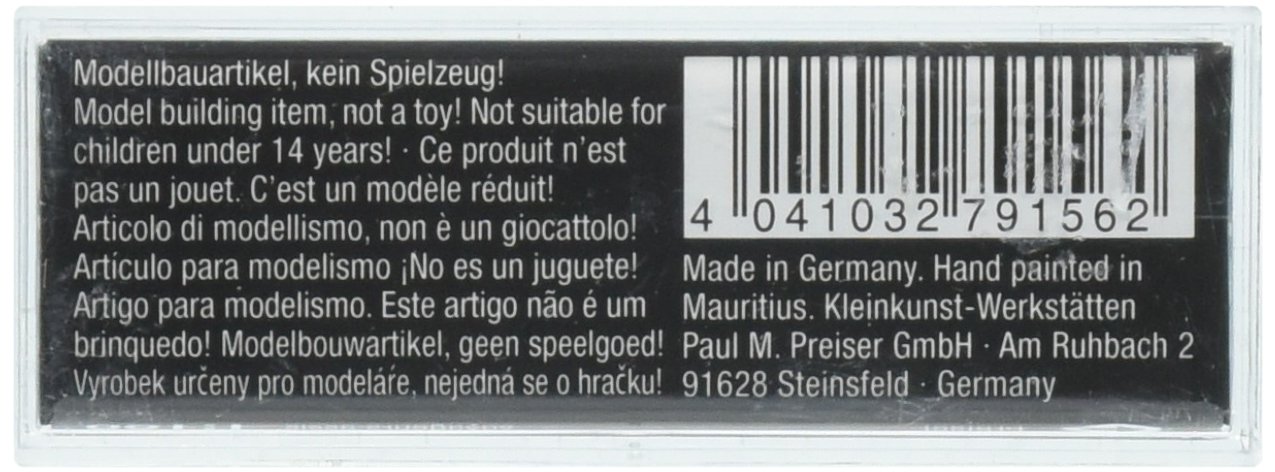 Modellbauartikel, kein Spielzeug!
Model building item, not a toy! Not suitable for
children under 14 years! · Ce produit n'est
pas un jouet. C'est un modèle réduit!
Articolo di modellismo, non è un giocattolo!
Artículo para modelismo ¡No es un juguete!
Artigo para modelismo. Este artigo não é um
brinquedo! Modelbouwartikel, geen speelgoed!
Vyrobek určeny pro modeláře, nejedná se o hračku!
4 041032 791562
Made in Germany. Hand painted in
Mauritius. Kleinkunst-Werkstätten
Paul M. Preiser GmbH · Am Ruhbach 2
91628 Steinsfeld · Germany